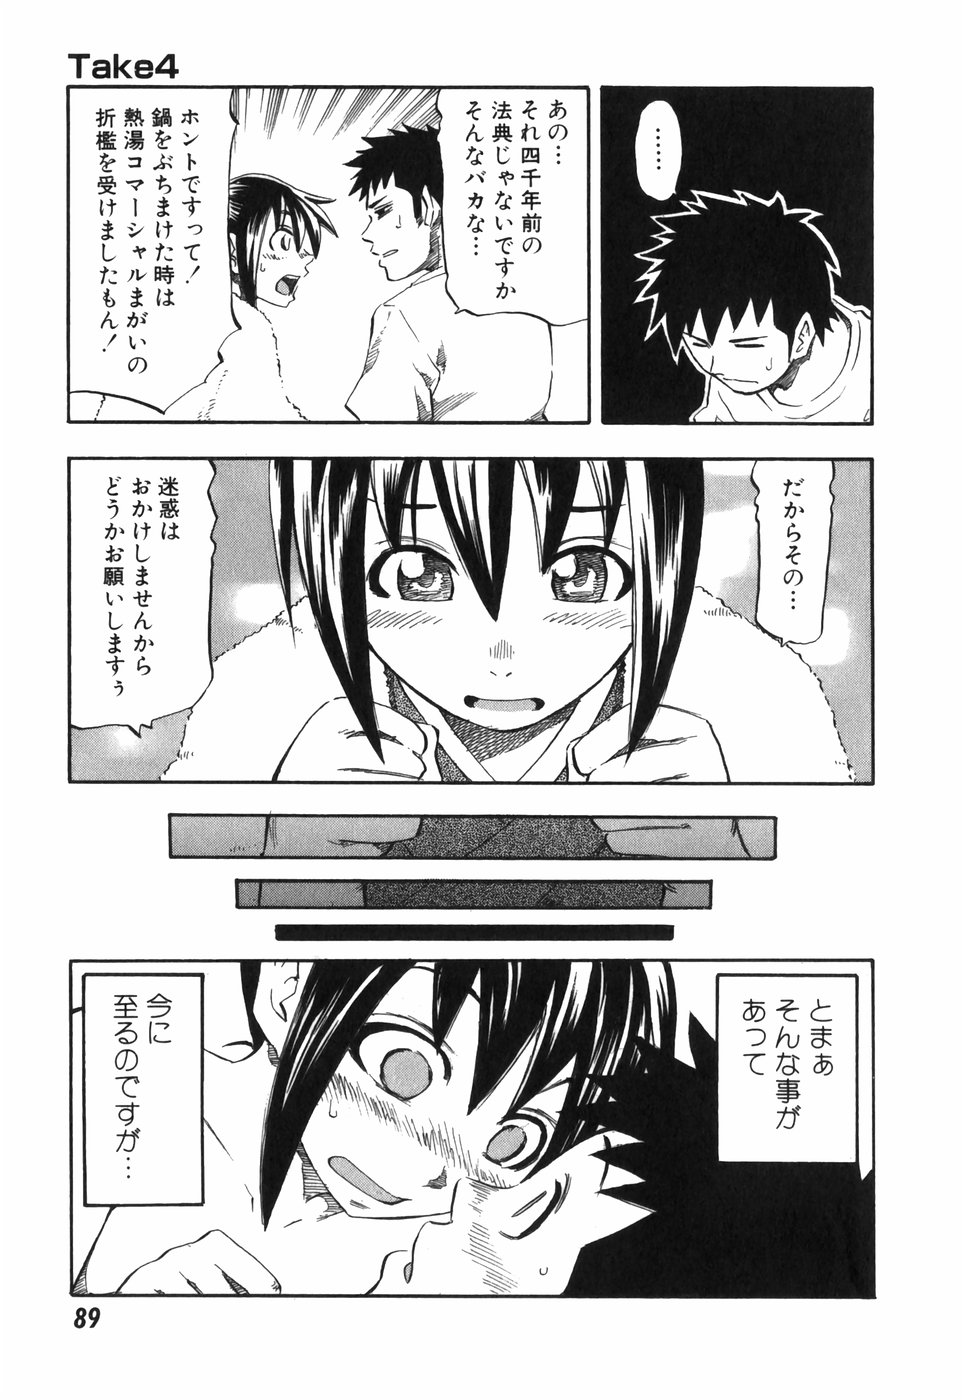 Take4
……
あの…
それ四千年前の
法典じゃないですか
そんなバカな…
ホントですって！
鍋をぶちまけた時は
熱湯コマーシャルまがいの
折檻を受けましたもん！
だからその…
迷惑は
おかけしませんから
どうかお願いしますぅ
とまぁ
そんな事が
あって
今に
至るのですが…
89